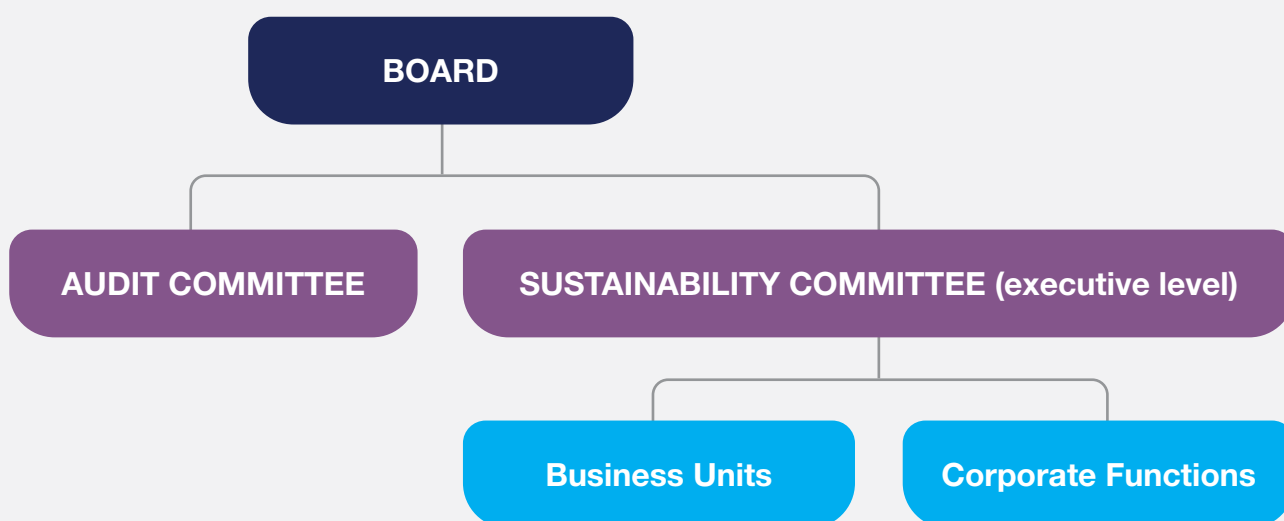 BOARD
AUDIT COMMITTEE
SUSTAINABILITY COMMITTEE (executive level)
Business Units
Corporate Functions